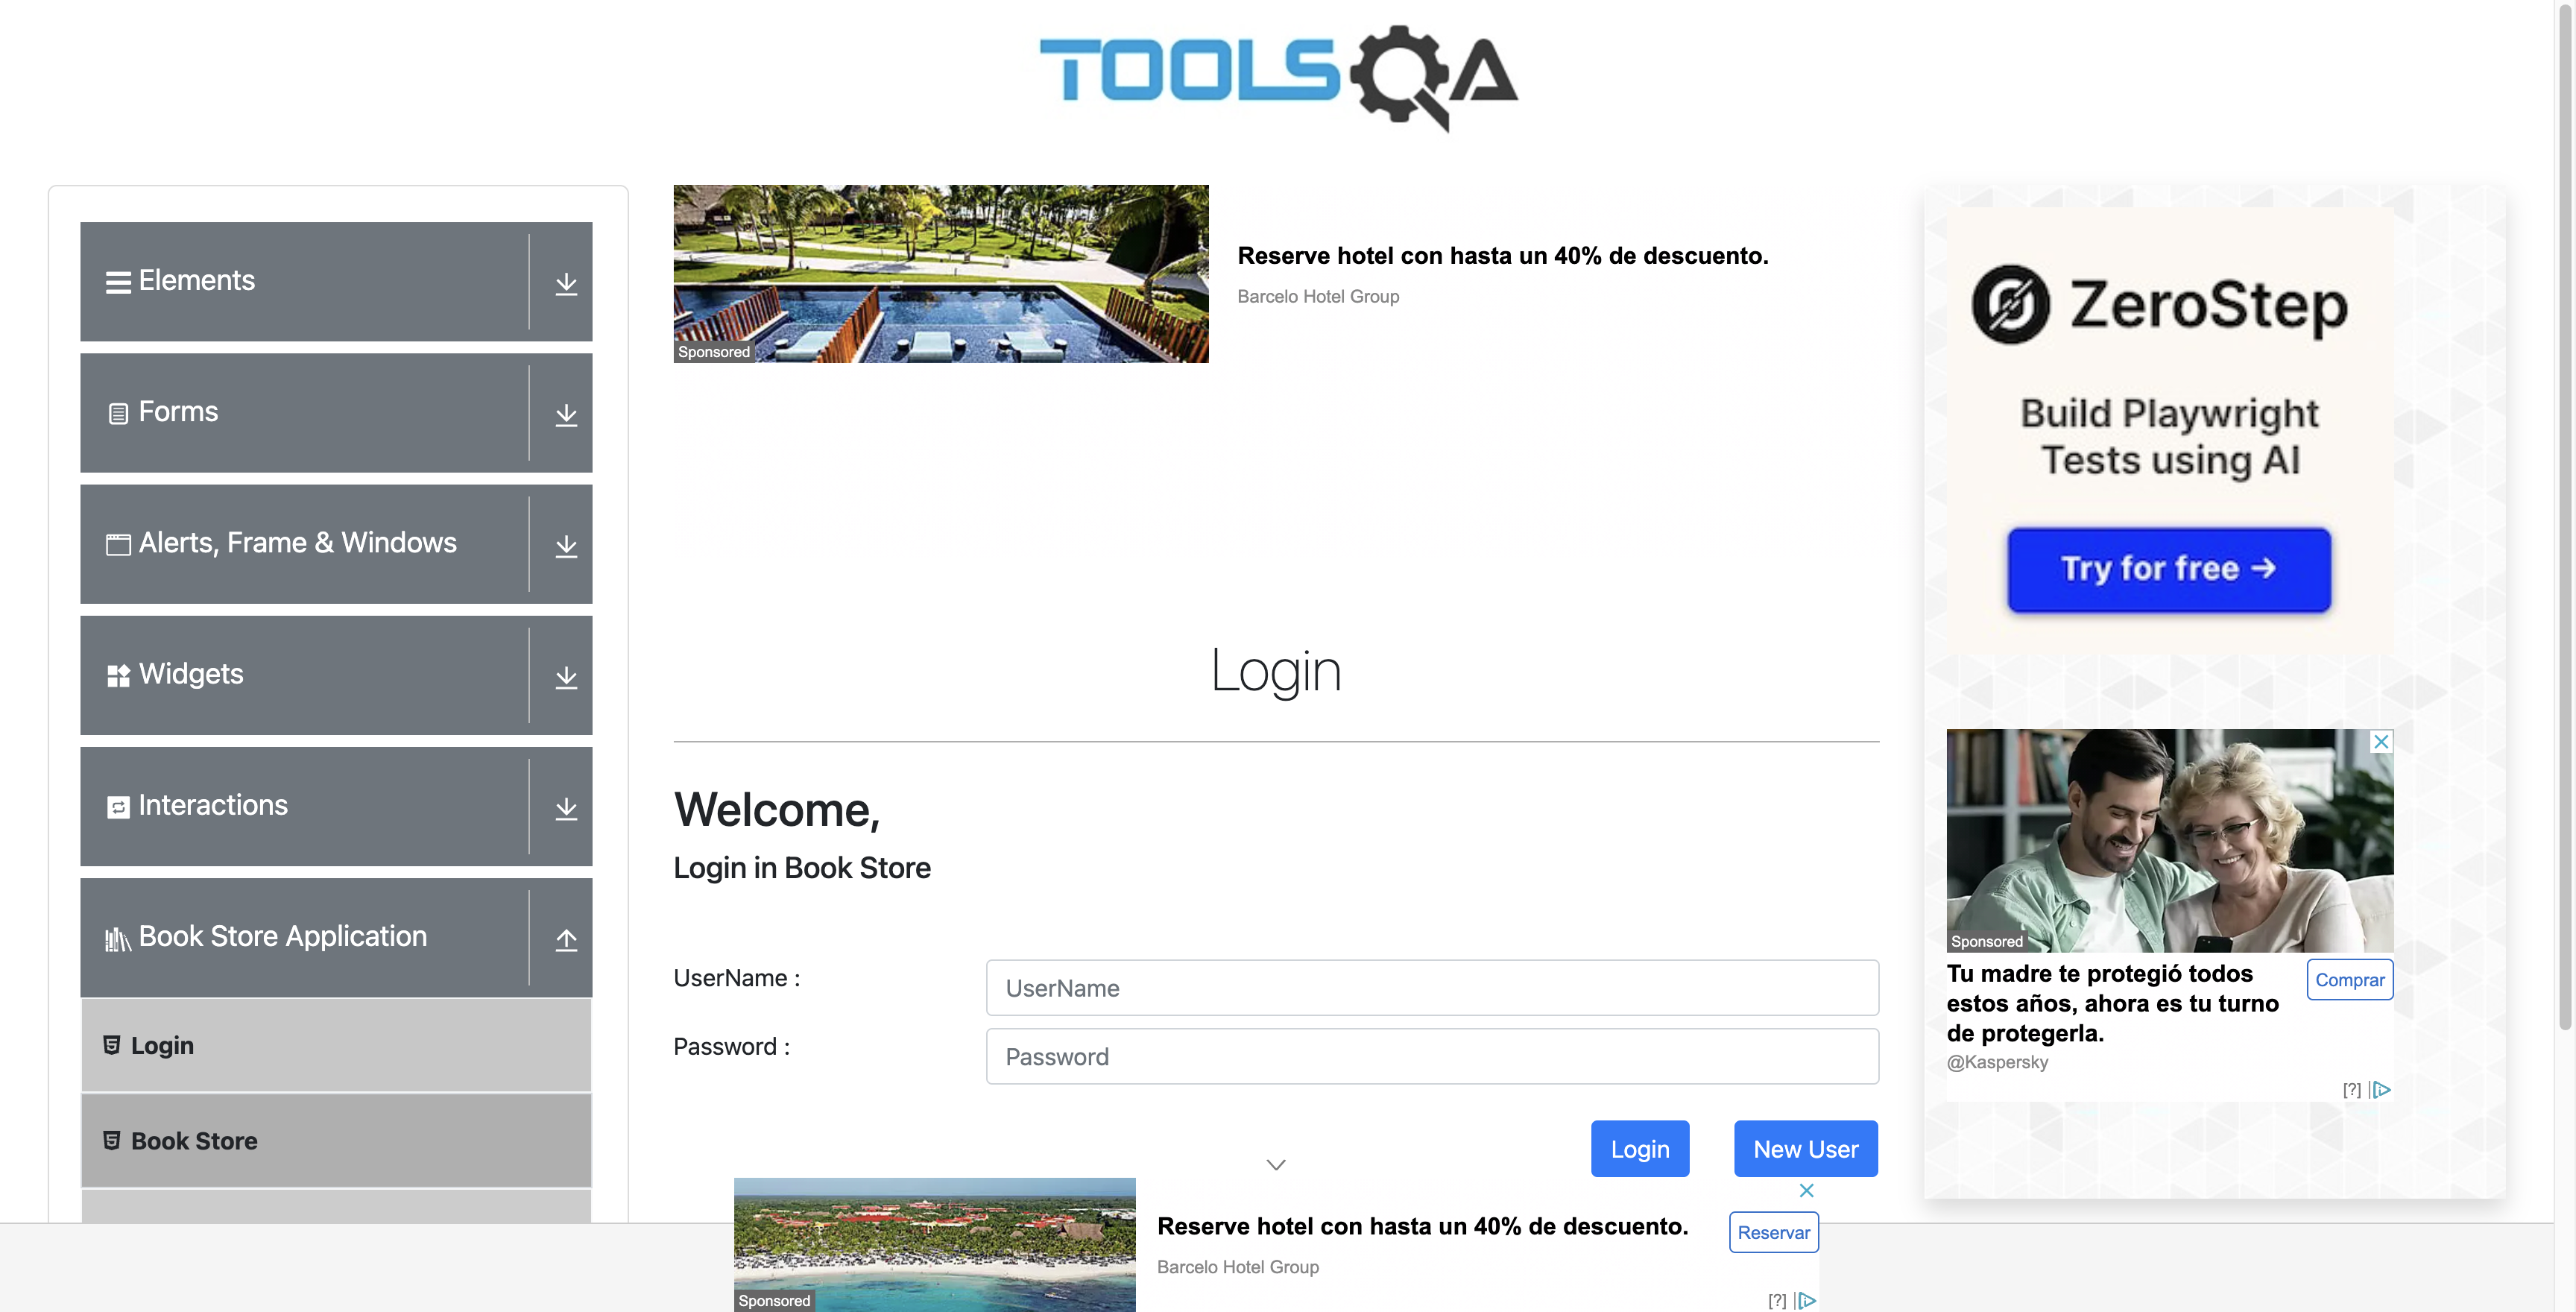 TOOLSQA
Elements
Forms
Alerts, Frame & Windows
Widgets
Interactions
Book Store Application
Login
Book Store
Sponsored
Reserve hotel con hasta un 40% de descuento.
Barcelo Hotel Group
Login
Welcome,
Login in Book Store
UserName :
UserName
Password :
Password
Login
New User
Sponsored
Reserve hotel con hasta un 40% de descuento.
Barcelo Hotel Group
Reservar
[?]
ZeroStep
Build Playwright
Tests using AI
Try for free →
Sponsored
Tu madre te protegió todos
estos años, ahora es tu turno
de protegerla.
@Kaspersky
Comprar
[?]